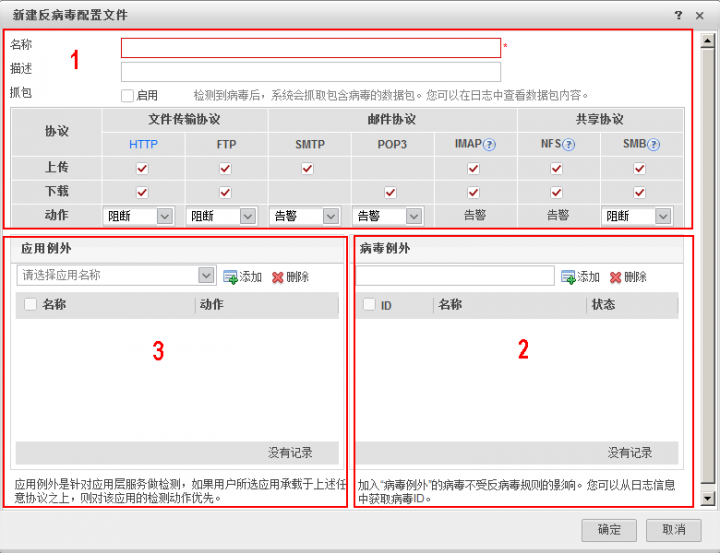 新建反病毒配置文件 ? ×
名称 *
1
描述
抓包 启用 检测到病毒后，系统会抓取包含病毒的数据包。您可以在日志中查看数据包内容。
协议 文件传输协议 邮件协议 共享协议
HTTP FTP SMTP POP3 IMAP? NFS? SMB?
上传
下载
动作 阻断 阻断 告警 告警 告警 告警 阻断
应用例外 病毒例外
请选择应用名称 添加 删除 添加 删除
名称 动作 ID 名称 状态
3 2
没有记录 没有记录
应用例外是针对应用层服务做检测，如果用户所选应用承载于上述任
意协议之上，则对该应用的检测动作优先。
加入“病毒例外”的病毒不受反病毒规则的影响。您可以从日志信息
中获取病毒ID。
确定 取消